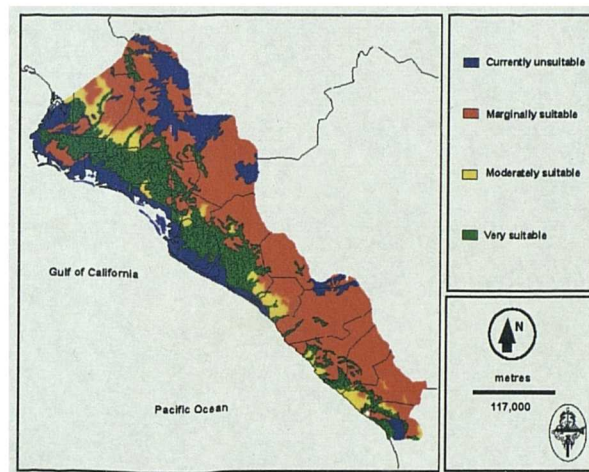 Currently unsuitable
Marginally suitable
Moderately suitable
Very suitable
Gulf of California
Pacific Ocean
N
metres
117,000